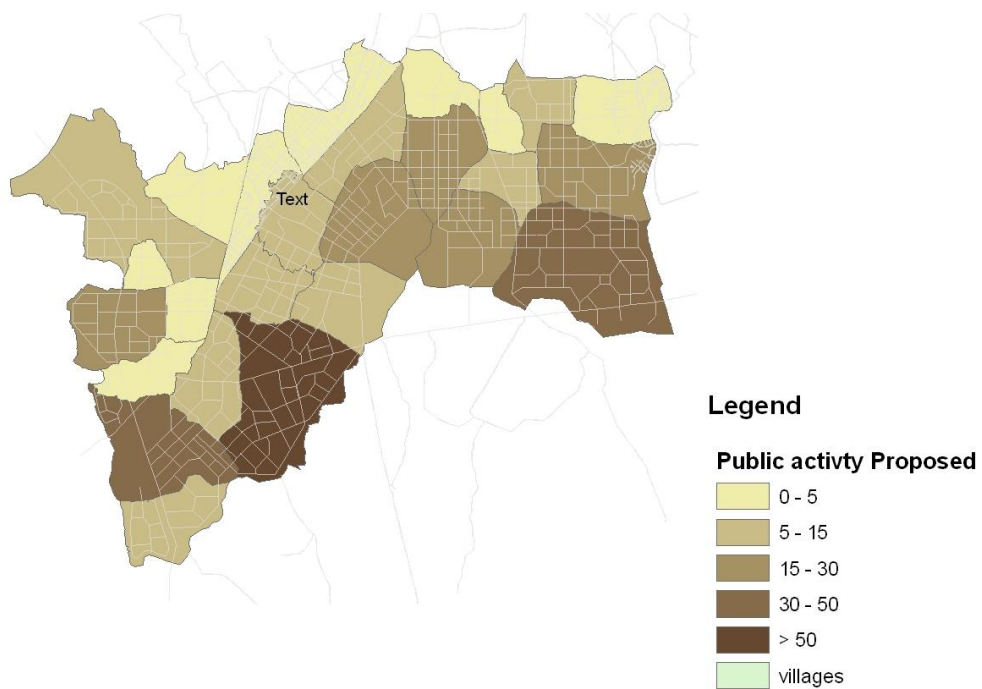 Text
Legend
Public activty Proposed
0 - 5
5 - 15
15 - 30
30 - 50
> 50
villages